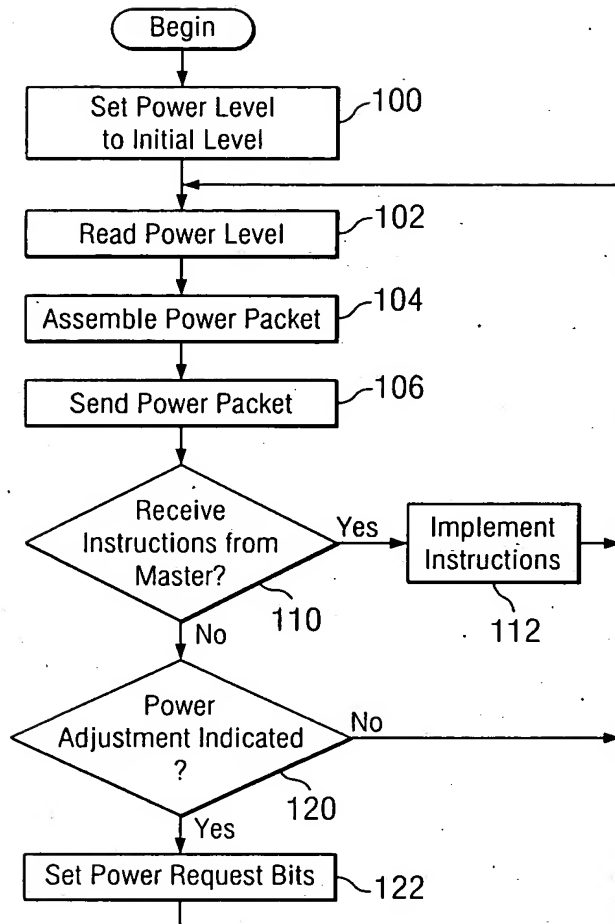 Begin
Set Power Level
to Initial Level
100
Read Power Level
102
Assemble Power Packet
104
Send Power Packet
106
Receive
Instructions from
Master?
110
Yes
Implement
Instructions
112
No
Power
Adjustment Indicated
?
120
No
Yes
Set Power Request Bits
122